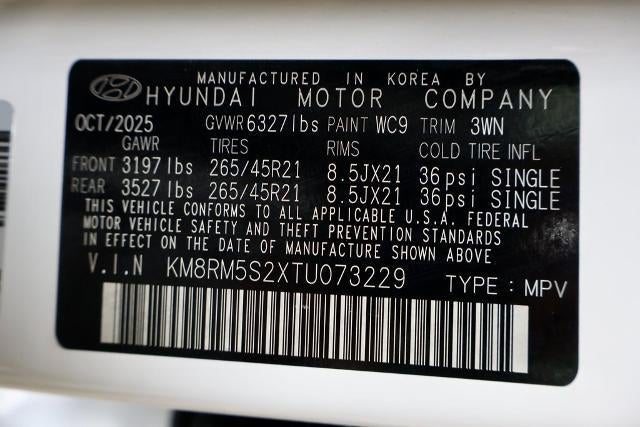 MANUFACTURED IN KOREA BY
HYUNDAI MOTOR COMPANY
OCT/2025 GVWR 6327lbs PAINT WC9 TRIM 3WN
GAWR TIRES RIMS COLD TIRE INFL
FRONT 3197lbs 265/45R21 8.5JX21 36psi SINGLE
REAR 3527lbs 265/45R21 8.5JX21 36psi SINGLE
THIS VEHICLE CONFORMS TO ALL APPLICABLE U.S.A. FEDERAL
MOTOR VEHICLE SAFETY AND THEFT PREVENTION STANDARDS
IN EFFECT ON THE DATE OF MANUFACTURE SHOWN ABOVE.
V.I.N KM8RM5S2XTU073229 TYPE : MPV